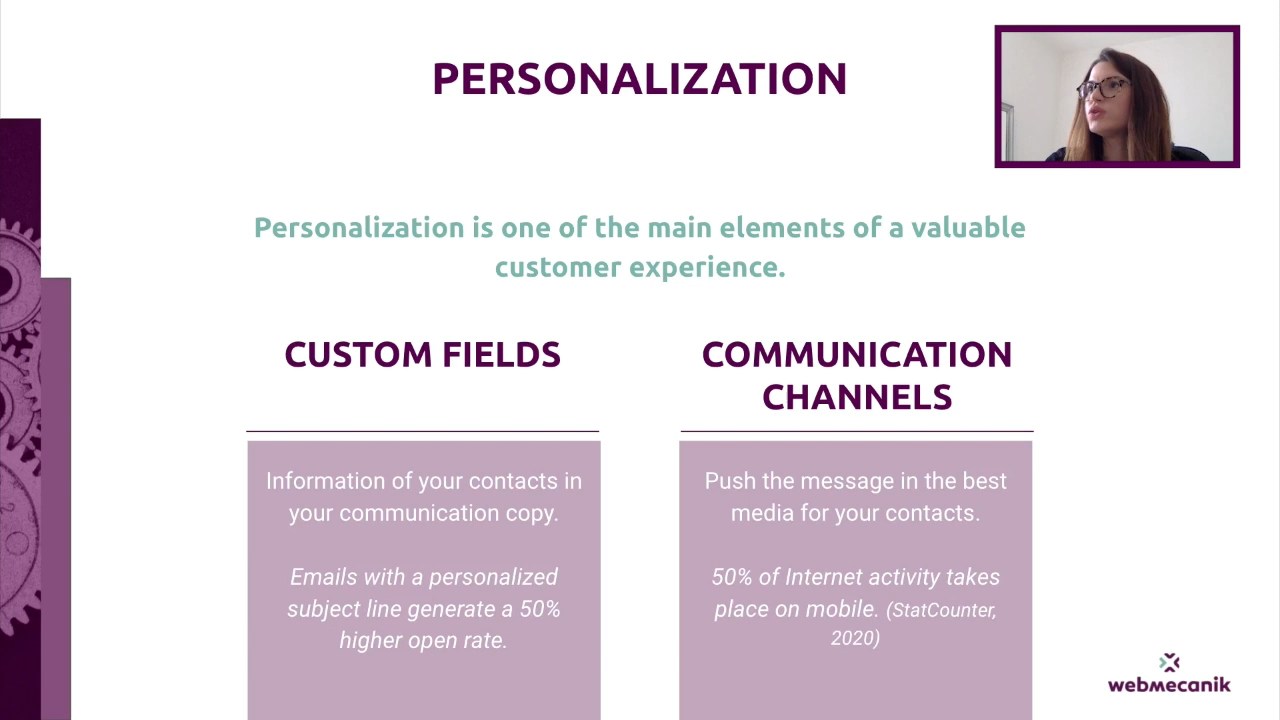 PERSONALIZATION
Personalization is one of the main elements of a valuable
customer experience.
CUSTOM FIELDS
Information of your contacts in
your communication copy.
Emails with a personalized
subject line generate a 50%
higher open rate.
COMMUNICATION
CHANNELS
Push the message in the best
media for your contacts.
50% of Internet activity takes
place on mobile. (StatCounter,
2020)
webmecanik